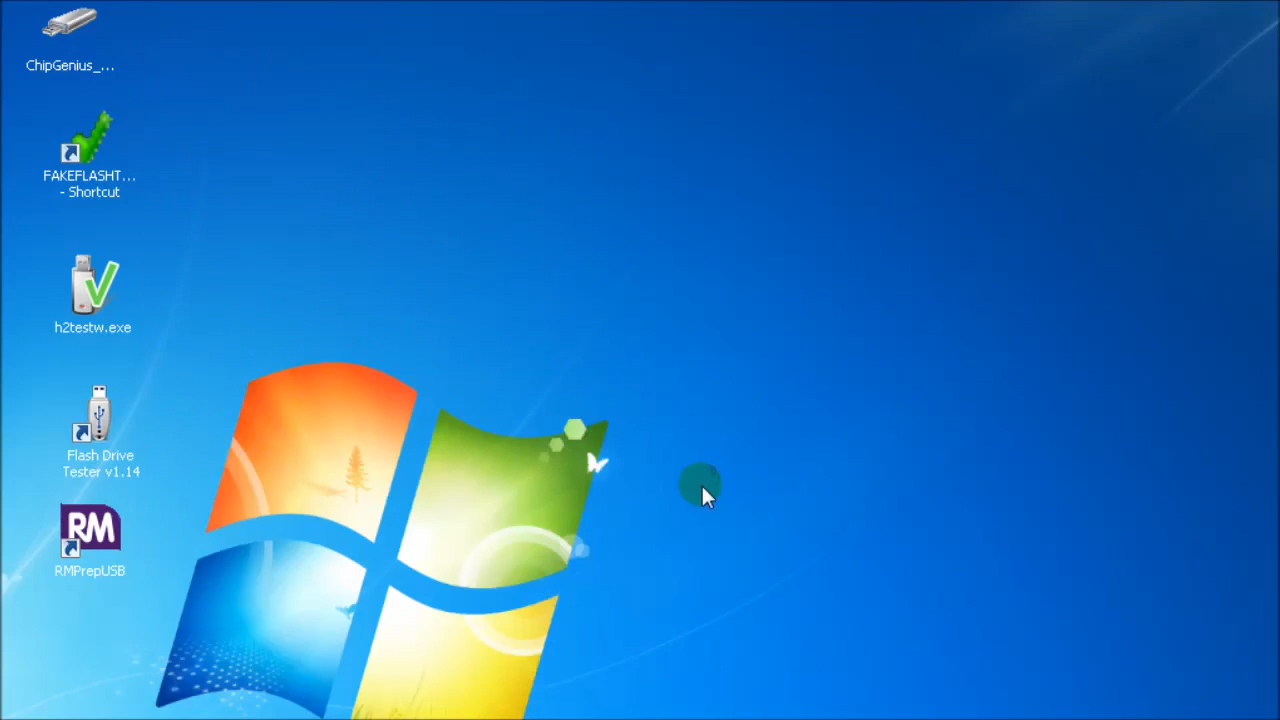 ChipGenius_...
FAKEFLASHT...
- Shortcut
h2testw.exe
Flash Drive
Tester v1.14
RM
RMPrepUSB